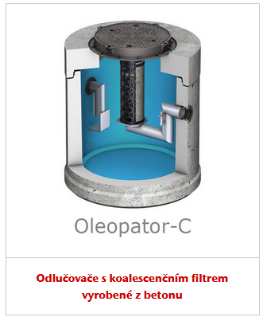 Oleopator-C
Odlučovače s koalescenčním filtrem
vyrobené z betonu